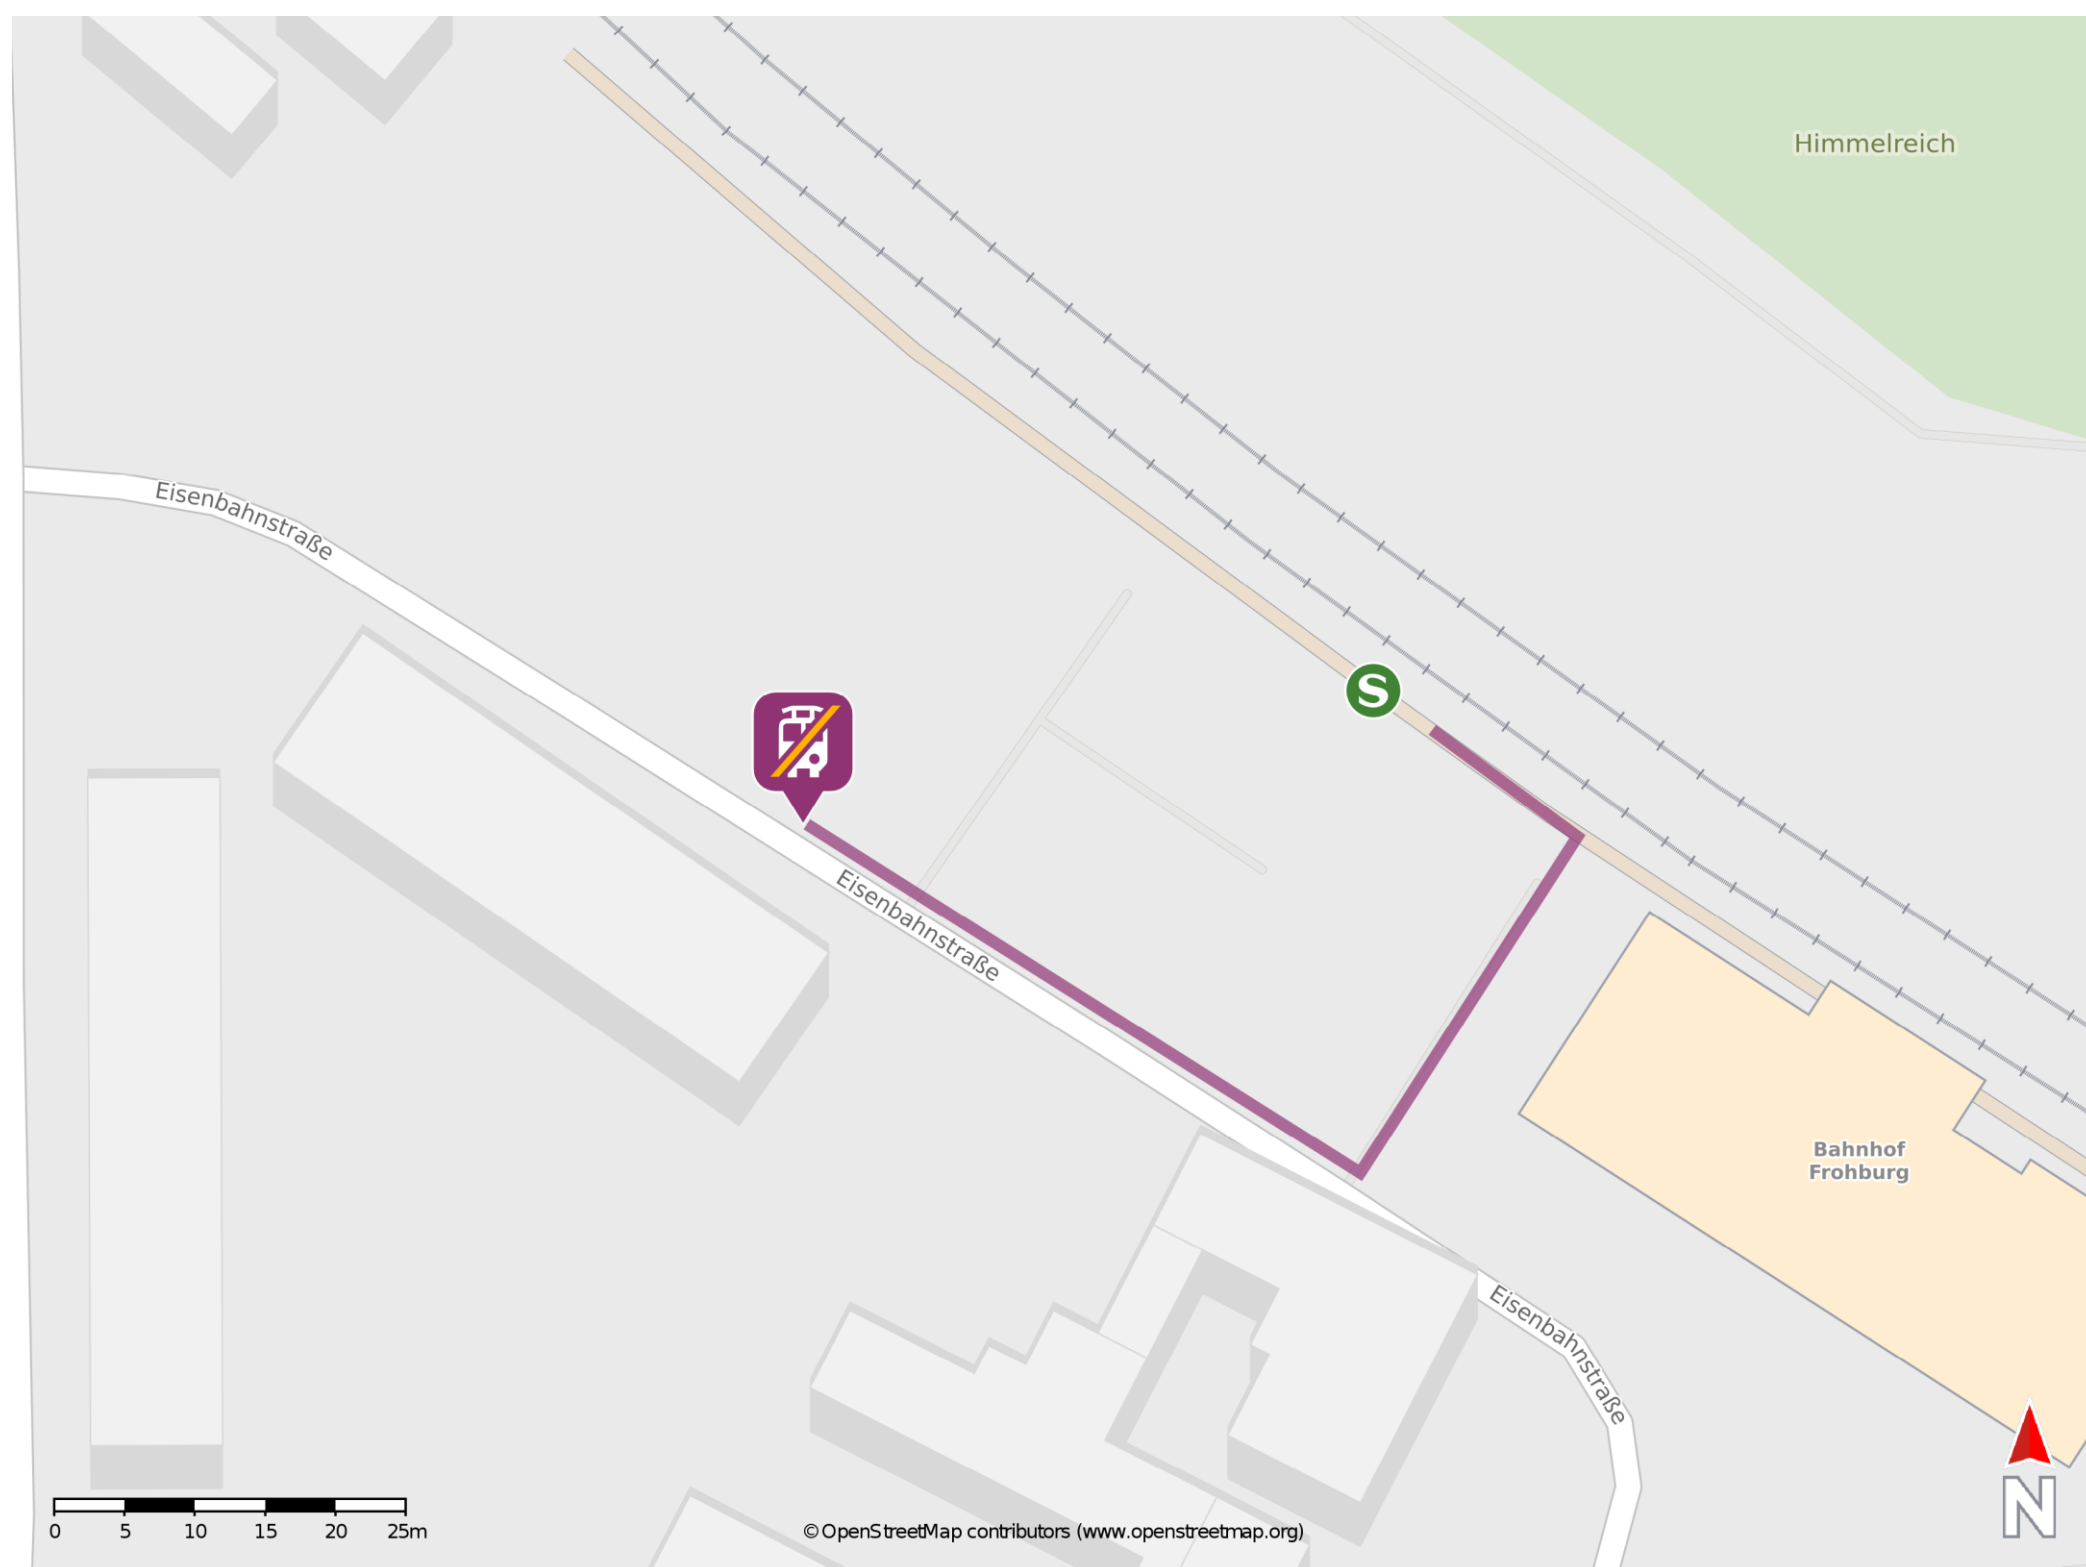 Himmelreich
Eisenbahnstraße
S
Eisenbahnstraße
Bahnhof
Frohburg
Eisenbahnstraße
N
0 5 10 15 20 25m
© OpenStreetMap contributors (www.openstreetmap.org)